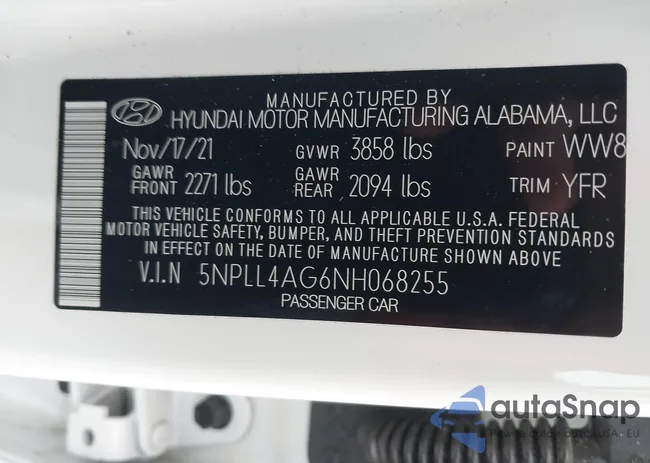 MANUFACTURED BY
HYUNDAI MOTOR MANUFACTURING ALABAMA, LLC
Nov/17/21 GVWR 3858 lbs PAINT WW8
GAWR FRONT 2271 lbs GAWR REAR 2094 lbs TRIM YFR
THIS VEHICLE CONFORMS TO ALL APPLICABLE U.S.A. FEDERAL
MOTOR VEHICLE SAFETY, BUMPER, AND THEFT PREVENTION STANDARDS
IN EFFECT ON THE DATE OF MANUFACTURE SHOWN ABOVE
V.I.N 5NPLL4AG6NH068255
PASSENGER CAR
autoSnap
USA - EU